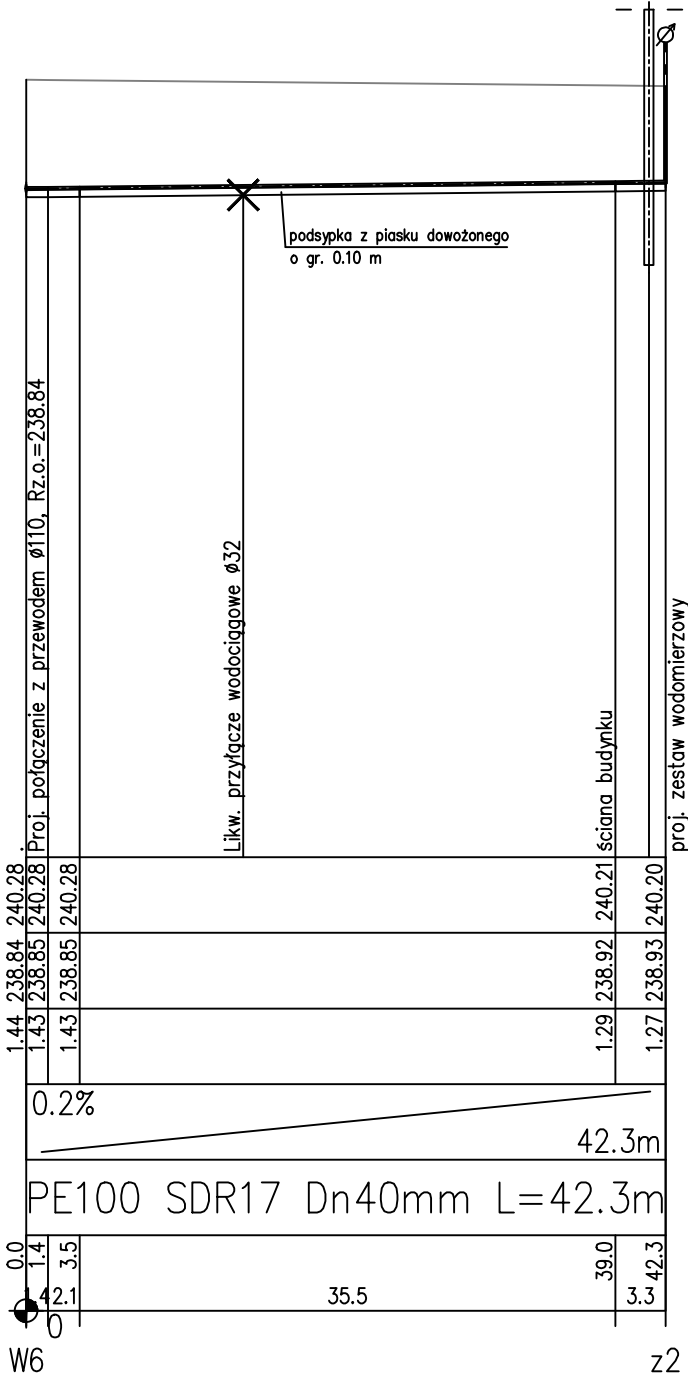 podsypka z piasku dowożonego
o gr. 0.10 m
Proj. połączenie z przewodem ø110, Rz.o.=238.84
Likw. przyłącze wodociągowe ø32
ściana budynku
proj. zestaw wodomierzowy
240.28 240.28 240.28 240.21 240.20
238.84 238.85 238.85 238.92 238.93
1.44 1.43 1.43 1.29 1.27
0.2%
42.3m
PE100 SDR17 Dn40mm L=42.3m
0.0 1.4 3.5 39.0 42.3
1.4 2.1 35.5 3.3
0
W6 z2